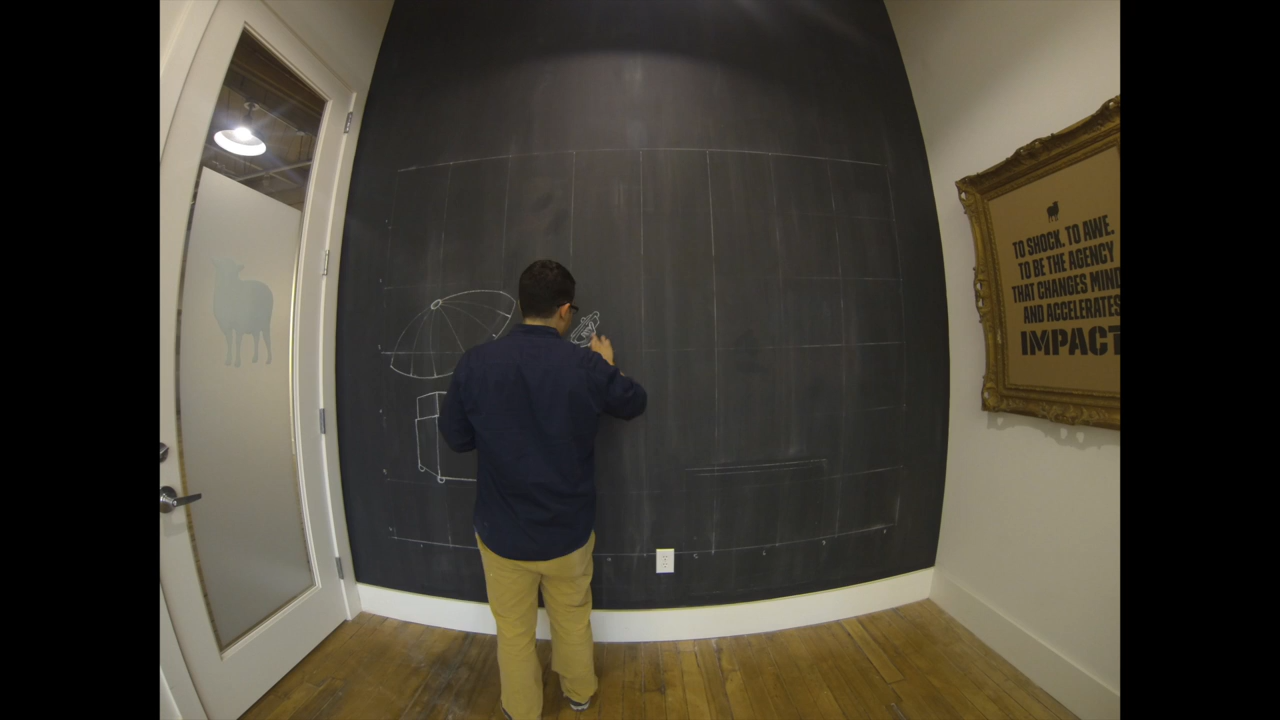 TO SHOCK. TO AWE.
TO BE THE AGENCY
THAT CHANGES MIND
AND ACCELERATES
IMPACT